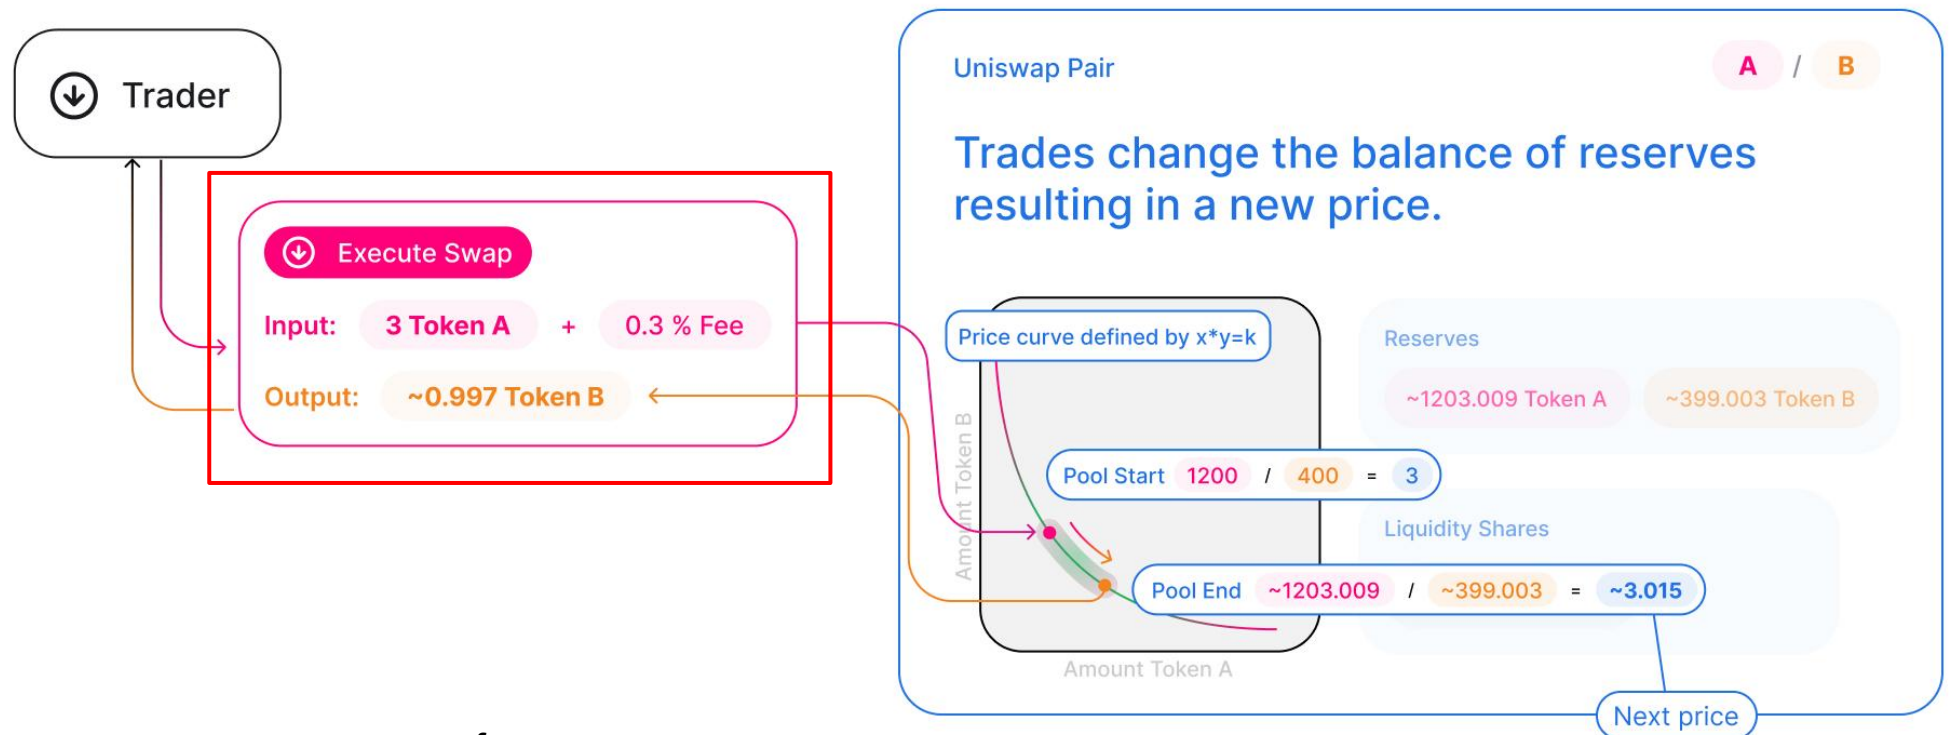 Trader
Execute Swap
Input: 3 Token A + 0.3 % Fee
Output: ~0.997 Token B
Uniswap Pair
A / B
Trades change the balance of reserves
resulting in a new price.
Price curve defined by x*y=k
Amount Token B
Pool Start 1200 / 400 = 3
Pool End ~1203.009 / ~399.003 = ~3.015
Amount Token A
Reserves
~1203.009 Token A ~399.003 Token B
Liquidity Shares
Next price